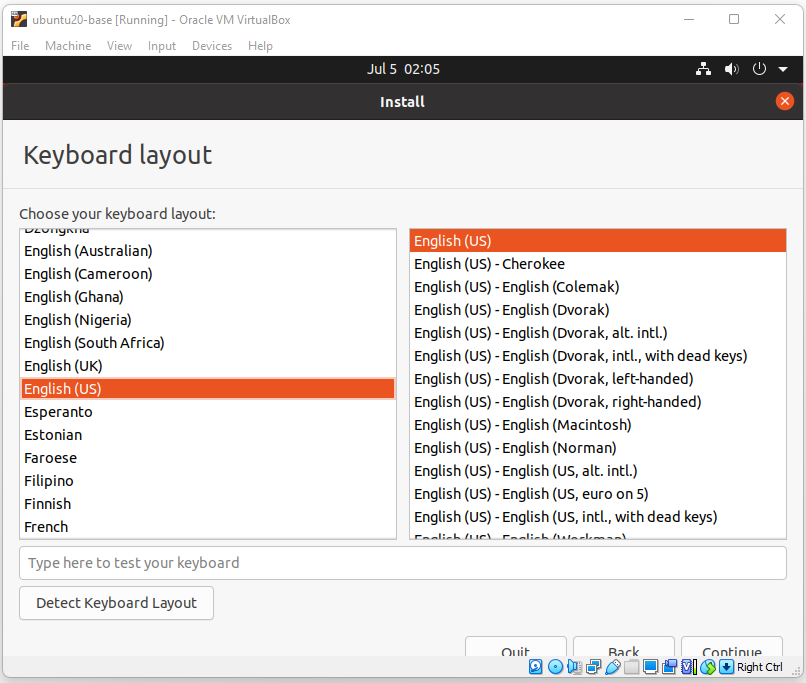 ubuntu20-base [Running] - Oracle VM VirtualBox
File Machine View Input Devices Help
Jul 5 02:05
Install
Keyboard layout
Choose your keyboard layout:
Dzongkha
English (Australian)
English (Cameroon)
English (Ghana)
English (Nigeria)
English (South Africa)
English (UK)
English (US)
Esperanto
Estonian
Faroese
Filipino
Finnish
French
English (US)
English (US) - Cherokee
English (US) - English (Colemak)
English (US) - English (Dvorak)
English (US) - English (Dvorak, alt. intl.)
English (US) - English (Dvorak, intl., with dead keys)
English (US) - English (Dvorak, left-handed)
English (US) - English (Dvorak, right-handed)
English (US) - English (Macintosh)
English (US) - English (Norman)
English (US) - English (US, alt. intl.)
English (US) - English (US, euro on 5)
English (US) - English (US, intl., with dead keys)
English (US) - English (Workman)
Type here to test your keyboard
Detect Keyboard Layout
Quit Back Continue
Right Ctrl